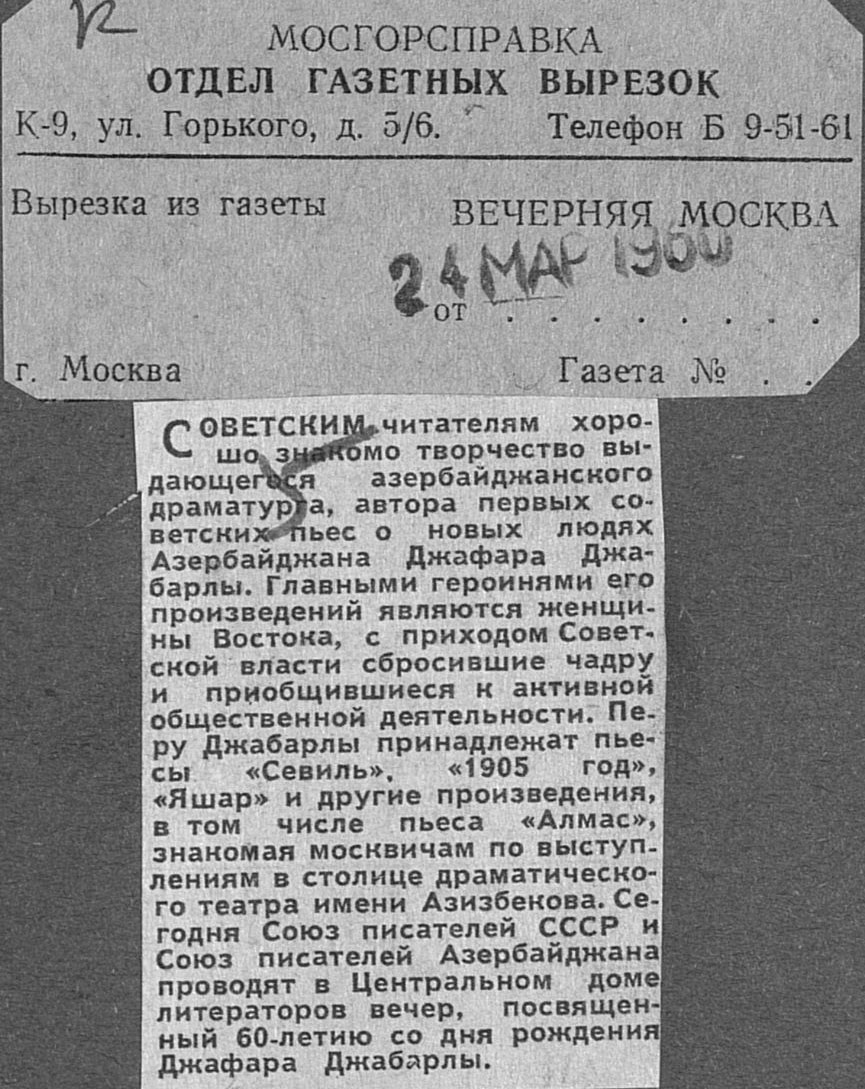 МОСГОРСПРАВКА
ОТДЕЛ ГАЗЕТНЫХ ВЫРЕЗОК
К-9, ул. Горького, д. 5/6. Телефон Б 9-51-61
Вырезка из газеты ВЕЧЕРНЯЯ МОСКВА
24 МАР 1960
от . . . . . . . .
г. Москва Газета № . .
СОВЕТСКИМ читателям хоро-
шо знакомо творчество вы-
дающегося азербайджанского
драматурга, автора первых со-
ветских пьес о новых людях
Азербайджана Джафара Джа-
барлы. Главными героинями его
произведений являются женщи-
ны Востока, с приходом Совет-
ской власти сбросившие чадру
и приобщившиеся к активной
общественной деятельности. Пе-
ру Джабарлы принадлежат пье-
сы «Севиль», «1905 год»,
«Яшар» и другие произведения,
в том числе пьеса «Алмас»,
знакомая москвичам по выступ-
лениям в столице драматическо-
го театра имени Азизбекова. Се-
годня Союз писателей СССР и
Союз писателей Азербайджана
проводят в Центральном доме
литераторов вечер, посвящен-
ный 60-летию со дня рождения
Джафара Джабарлы.